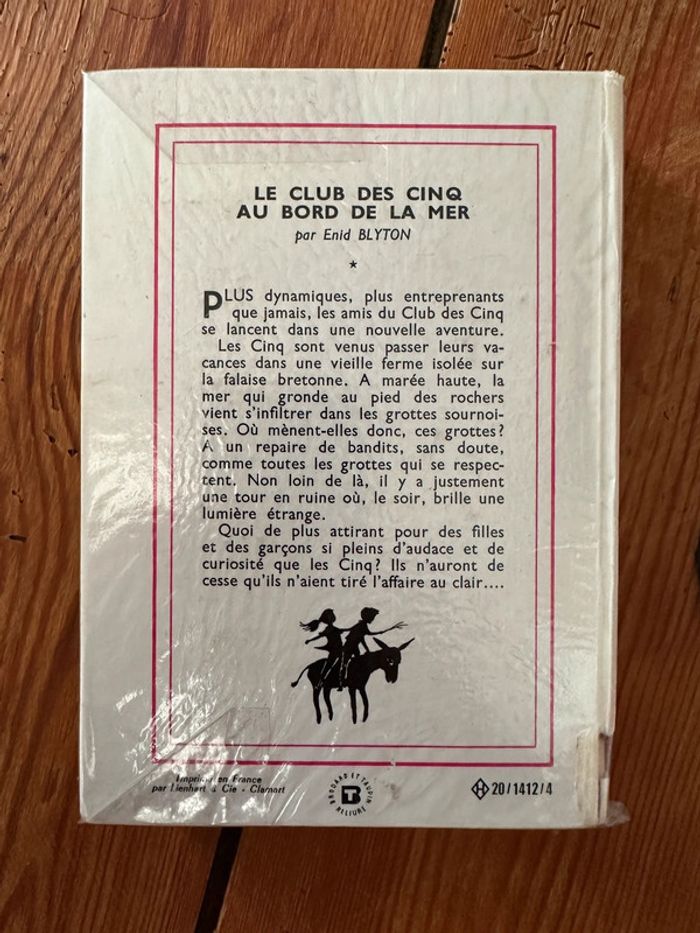 LE CLUB DES CINQ
AU BORD DE LA MER
par Enid BLYTON
*
PLUS dynamiques, plus entreprenants
que jamais, les amis du Club des Cinq
se lancent dans une nouvelle aventure.
Les Cinq sont venus passer leurs va-
cances dans une vieille ferme isolée sur
la falaise bretonne. A marée haute, la
mer qui gronde au pied des rochers
vient s'infiltrer dans les grottes sournoi-
ses. Où mènent-elles donc, ces grottes?
A un repaire de bandits, sans doute,
comme toutes les grottes qui se respec-
tent. Non loin de là, il y a justement
une tour en ruine où, le soir, brille une
lumière étrange.
Quoi de plus attirant pour des filles
et des garçons si pleins d'audace et de
curiosité que les Cinq? Ils n'auront de
cesse qu'ils n'aient tiré l'affaire au clair....
Imprimé en France
par Lienhart & Cie - Clamart
BRODARD ET TAUPIN
RELIURE
H 20/1412/4